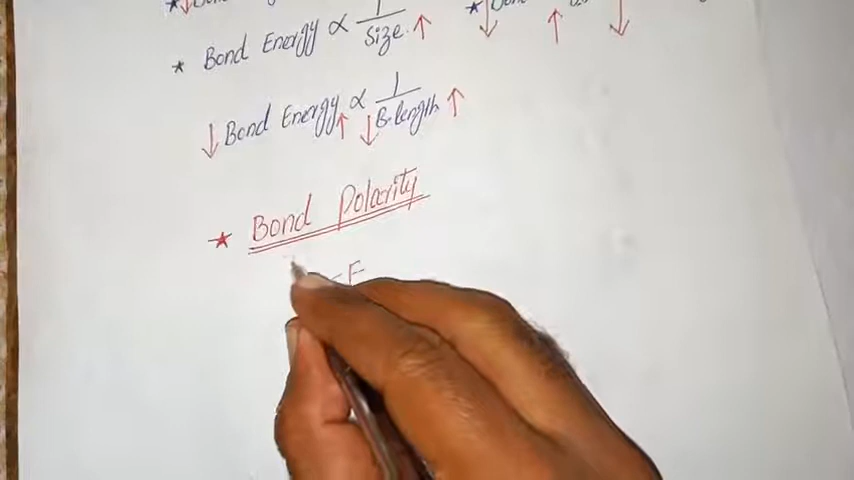 * Bond Energy ∝ 1/Size ↑
↓ Bond Energy ↑ ∝ 1/↓ B.length ↑
* Bond Polarity
-F